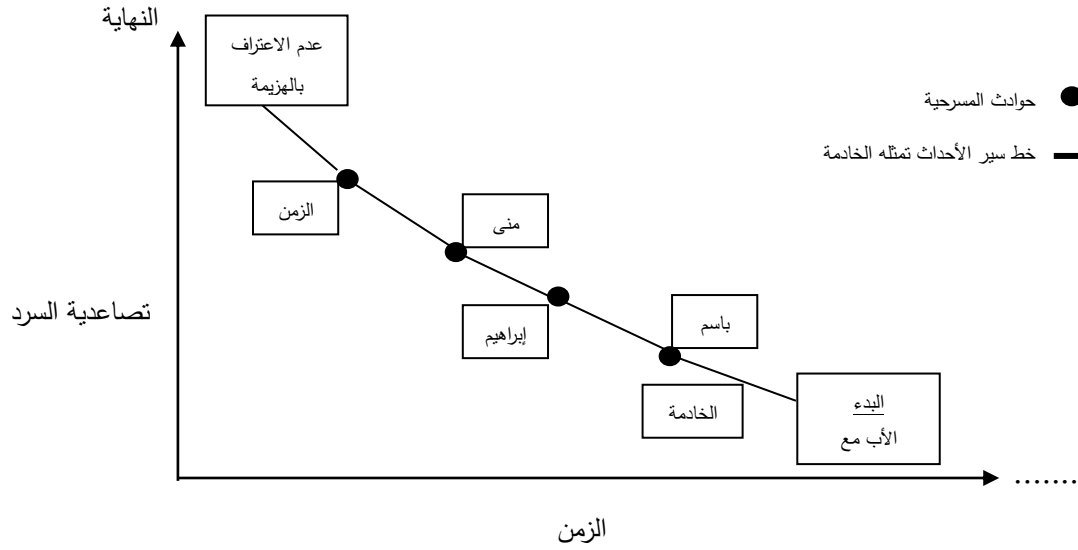 النهاية
عدم الاعتراف
بالهزيمة
حوادث المسرحية
خط سير الأحداث تمثله الخادمة
الزمن
منى
تصاعدية السرد
إبراهيم
باسم
الخادمة
البدء
الأب مع
.......
الزمن